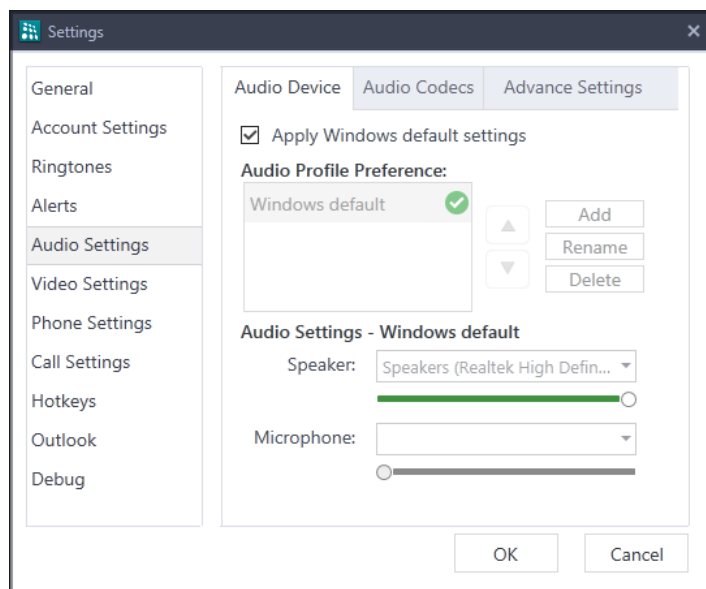 Settings
General
Account Settings
Ringtones
Alerts
Audio Settings
Video Settings
Phone Settings
Call Settings
Hotkeys
Outlook
Debug
Audio Device Audio Codecs Advance Settings
Apply Windows default settings
Audio Profile Preference:
Windows default
Add
Rename
Delete
Audio Settings - Windows default
Speaker: Speakers (Realtek High Defin...
Microphone:
OK Cancel